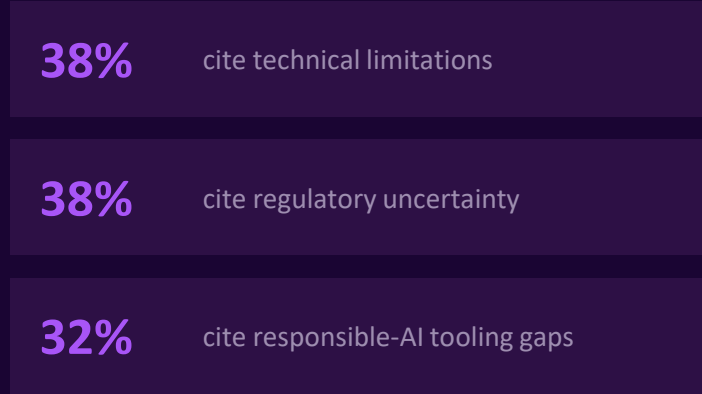 38% cite technical limitations
38% cite regulatory uncertainty
32% cite responsible-AI tooling gaps